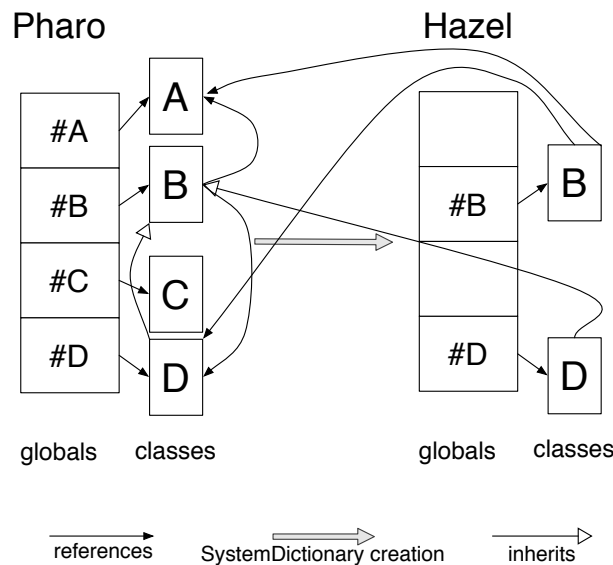 Pharo
Hazel
A
#A
#B
B
#B
B
#C
C
#D
D
#D
D
globals
classes
globals
classes
references
SystemDictionary creation
inherits